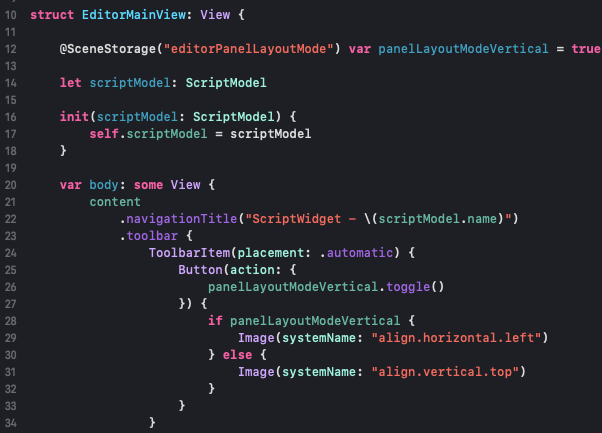 10 struct EditorMainView: View {
11
12     @SceneStorage("editorPanelLayoutMode") var panelLayoutModeVertical = true
13
14     let scriptModel: ScriptModel
15
16     init(scriptModel: ScriptModel) {
17         self.scriptModel = scriptModel
18     }
19
20     var body: some View {
21         content
22             .navigationTitle("ScriptWidget - \(scriptModel.name)")
23             .toolbar {
24                 ToolbarItem(placement: .automatic) {
25                     Button(action: {
26                         panelLayoutModeVertical.toggle()
27                     }) {
28                         if panelLayoutModeVertical {
29                             Image(systemName: "align.horizontal.left")
30                         } else {
31                             Image(systemName: "align.vertical.top")
32                         }
33                     }
34                 }